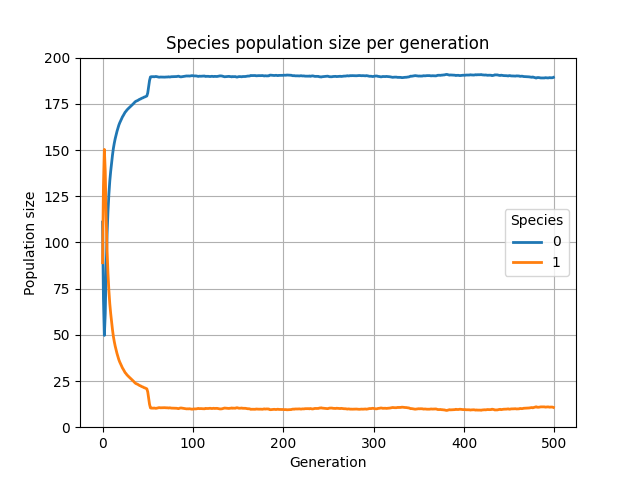 Species population size per generation
200
175
150
125
100
75
50
25
0
Population size
Species
0
1
0 100 200 300 400 500
Generation